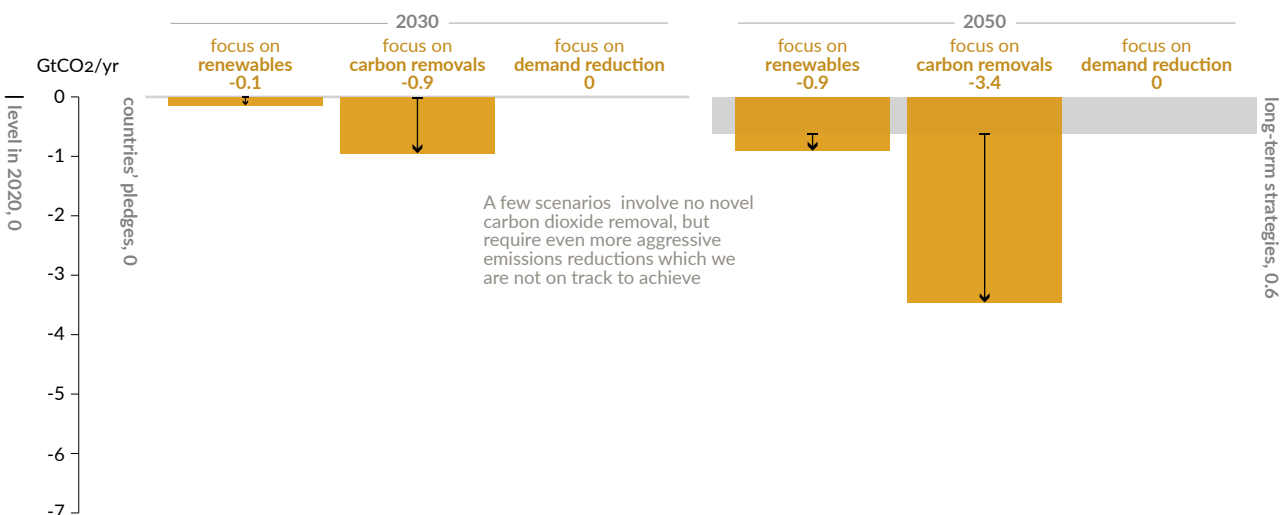 2030
2050
focus on
renewables
-0.1
focus on
carbon removals
-0.9
focus on
demand reduction
0
focus on
renewables
-0.9
focus on
carbon removals
-3.4
focus on
demand reduction
0
GtCO2/yr
0
-1
-2
-3
-4
-5
-6
-7
level in 2020, 0
countries' pledges, 0
A few scenarios involve no novel
carbon dioxide removal, but
require even more aggressive
emissions reductions which we
are not on track to achieve
long-term strategies, 0.6